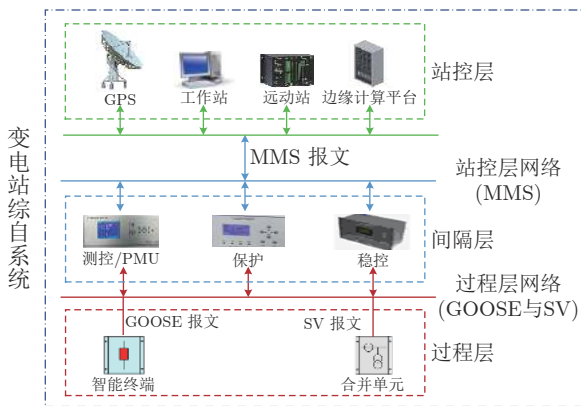 变电站综自系统
站控层
GPS
工作站
远动站
边缘计算平台
MMS 报文
站控层网络
(MMS)
间隔层
测控/PMU
保护
稳控
过程层网络
(GOOSE与SV)
GOOSE 报文
SV 报文
过程层
智能终端
合并单元